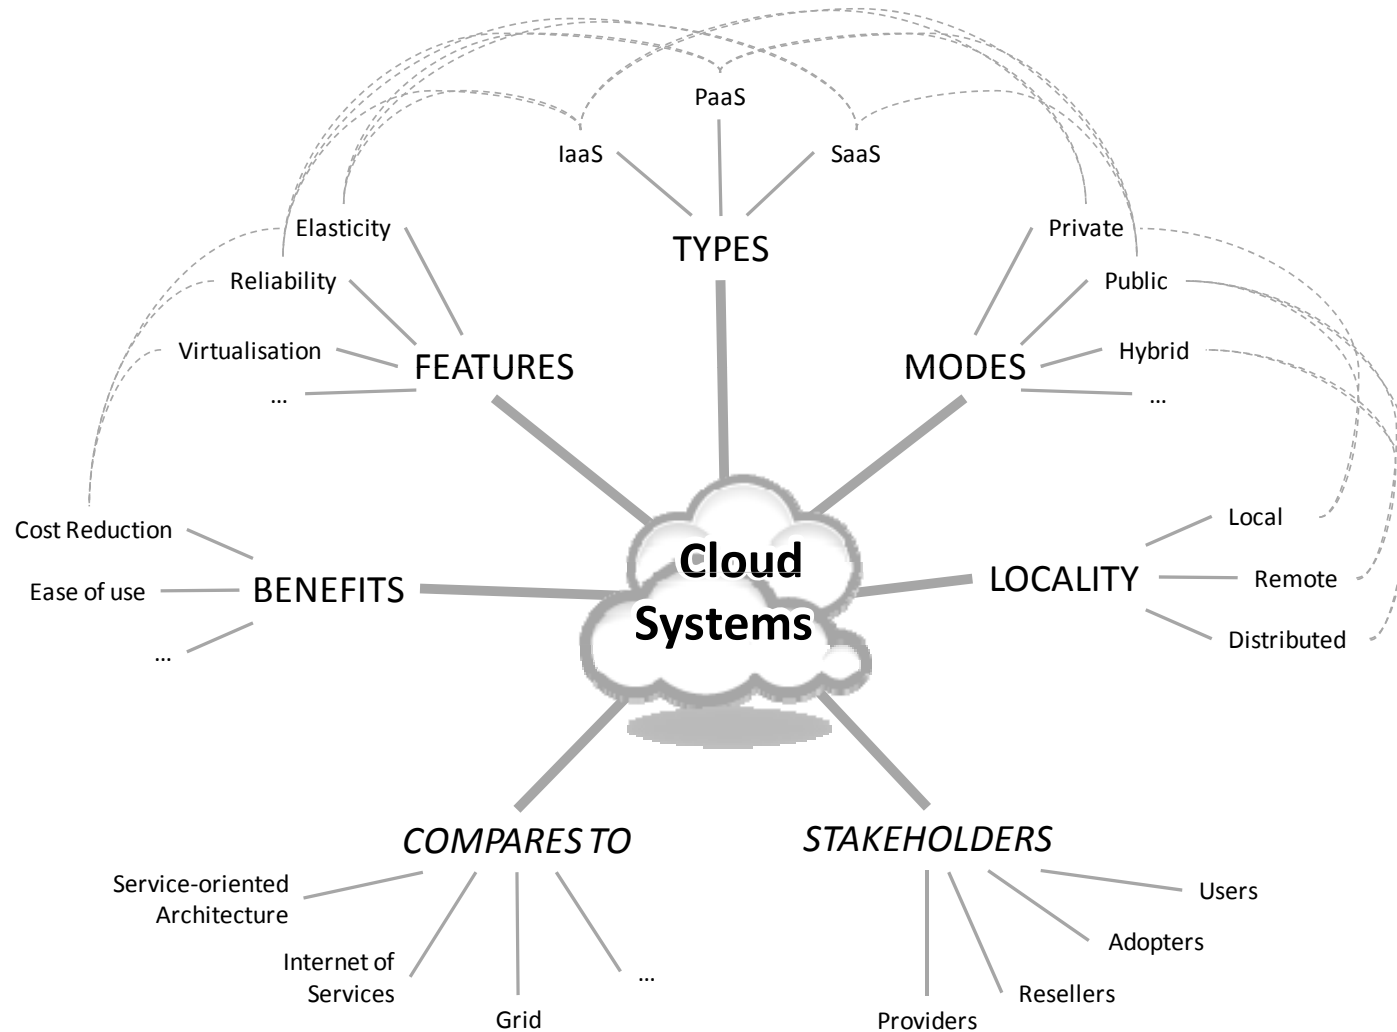 PaaS
IaaS
SaaS
TYPES
Elasticity
Reliability
Virtualisation
...
FEATURES
Private
Public
Hybrid
...
MODES
Cost Reduction
Ease of use
...
BENEFITS
Cloud
Systems
LOCALITY
Local
Remote
Distributed
COMPARES TO
Service-oriented
Architecture
Internet of
Services
Grid
...
STAKEHOLDERS
Users
Adopters
Resellers
Providers